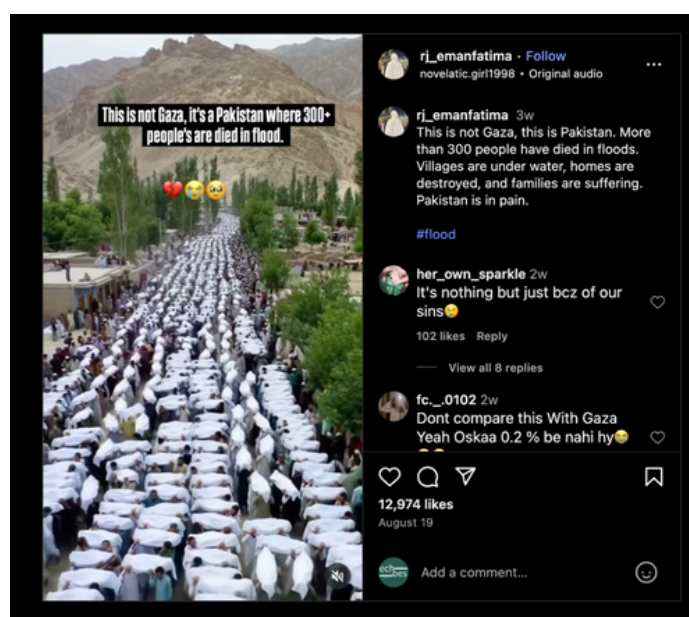 This is not Gaza, it's a Pakistan where 300+
people's are died in flood.
rj_emanfatima · Follow
novelatic.girl1998 · Original audio
rj_emanfatima 3w
This is not Gaza, this is Pakistan. More
than 300 people have died in floods.
Villages are under water, homes are
destroyed, and families are suffering.
Pakistan is in pain.
#flood
her_own_sparkle 2w
It's nothing but just bcz of our
sins😢
102 likes Reply
View all 8 replies
fc._.0102 2w
Dont compare this With Gaza
Yeah Oskaa 0.2 % be nahi hy😭
12,974 likes
August 19
echoes
Add a comment...